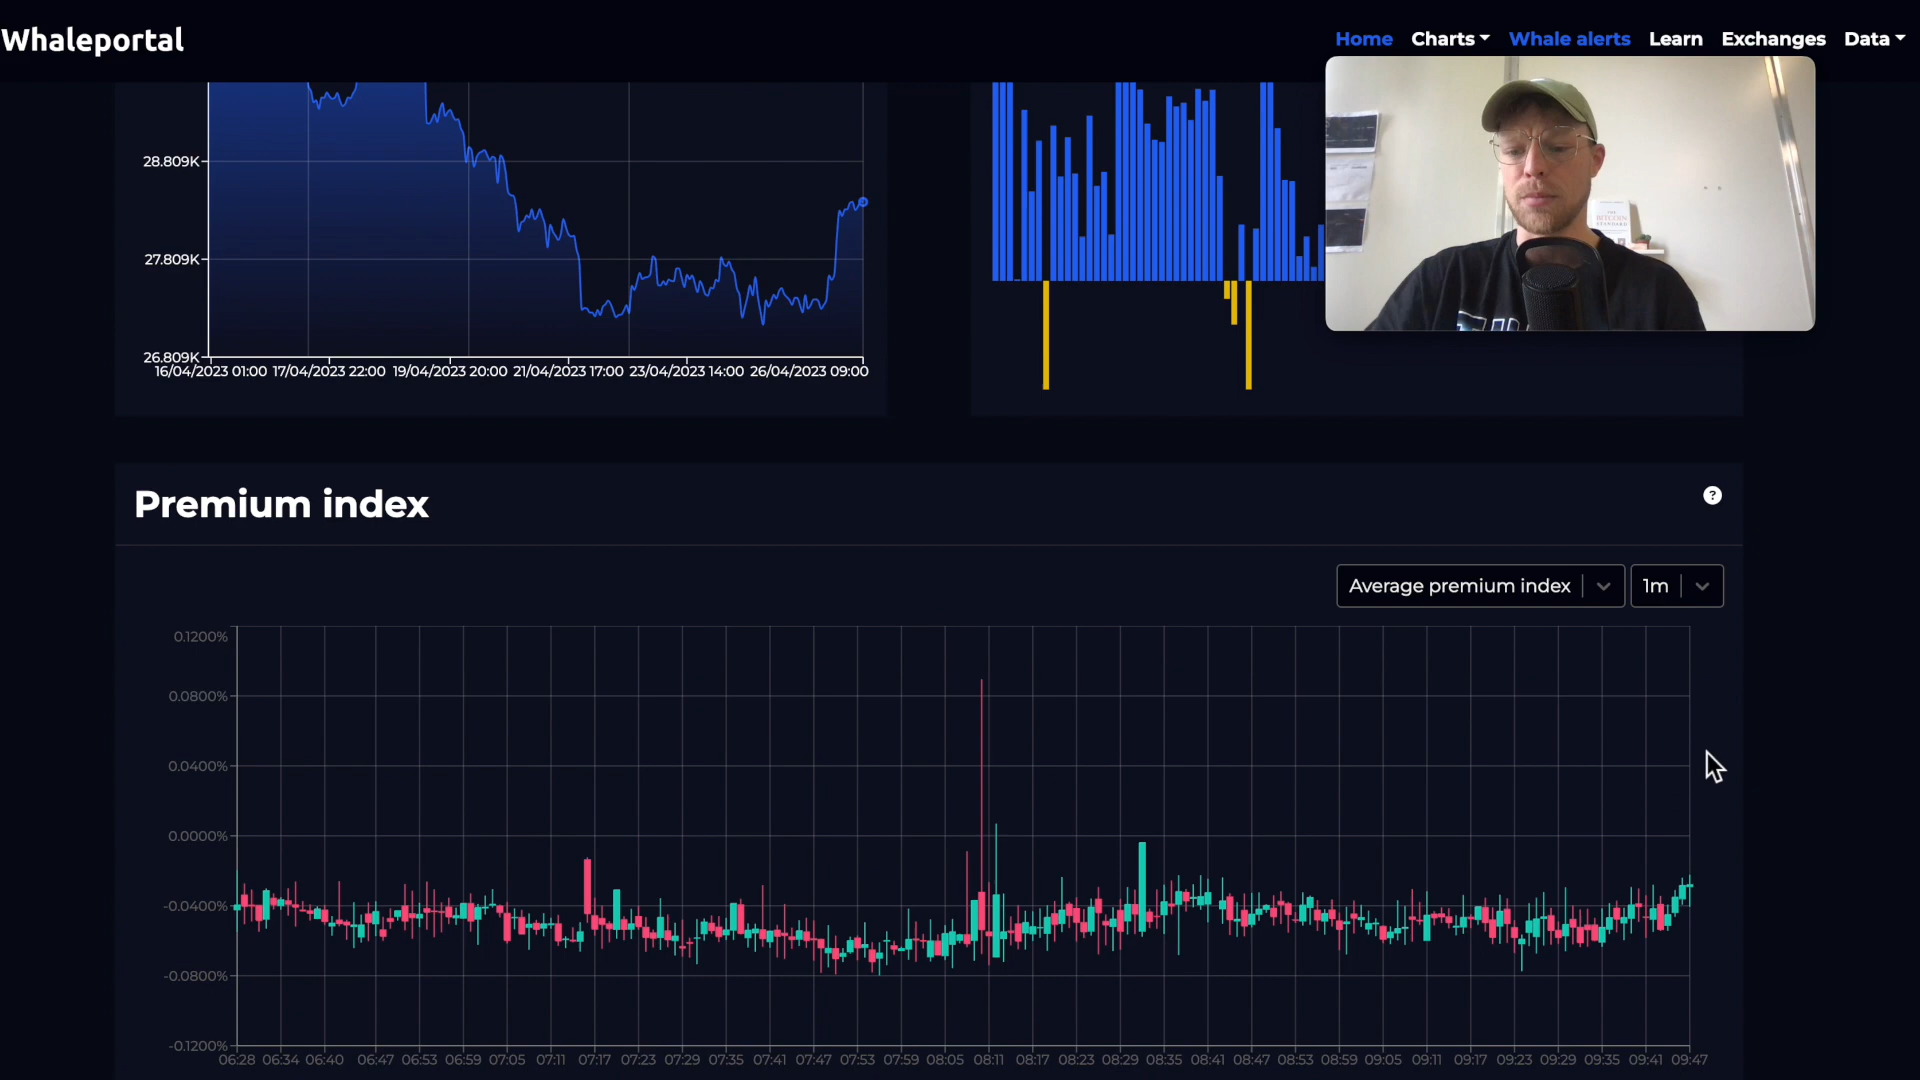 Whaleportal
Home Charts Whale alerts Learn Exchanges Data
28.809K
27.809K
26.809K
16/04/2023 01:00 17/04/2023 22:00 19/04/2023 20:00 21/04/2023 17:00 23/04/2023 14:00 26/04/2023 09:00
THE
BITCOIN
STANDARD
Premium index
?
Average premium index
1m
0.1200%
0.0800%
0.0400%
0.0000%
-0.0400%
-0.0800%
-0.1200%
06:28 06:34 06:40 06:47 06:53 06:59 07:05 07:11 07:17 07:23 07:29 07:35 07:41 07:47 07:53 07:59 08:05 08:11 08:17 08:23 08:29 08:35 08:41 08:47 08:53 08:59 09:05 09:11 09:17 09:23 09:29 09:35 09:41 09:47